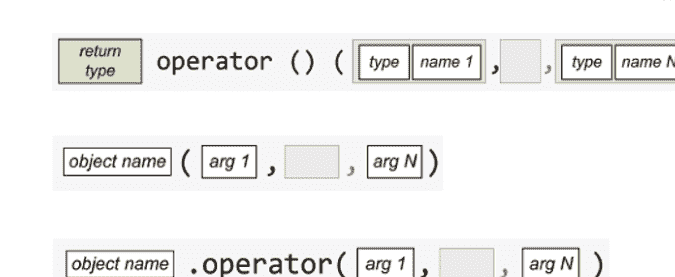 return type operator () ( type name 1 , , type name N
object name ( arg 1 , , arg N )
object name .operator( arg 1 , , arg N )